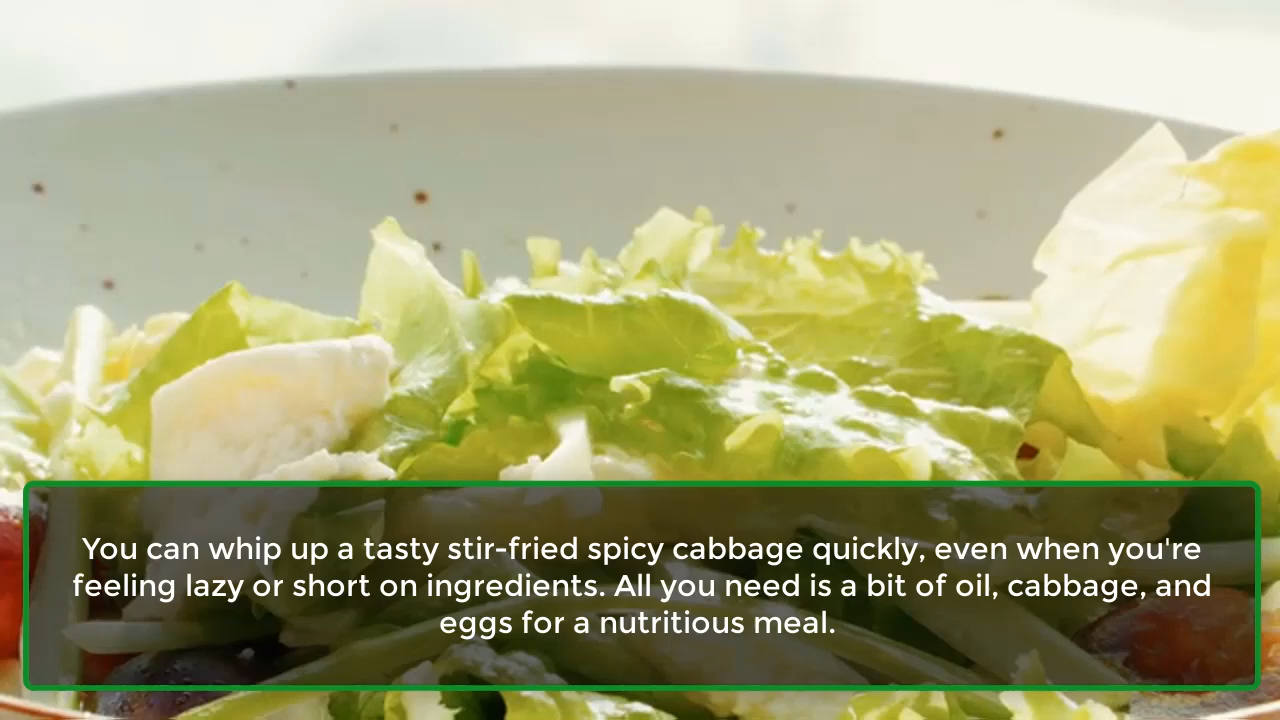 You can whip up a tasty stir-fried spicy cabbage quickly, even when you're
feeling lazy or short on ingredients. All you need is a bit of oil, cabbage, and
eggs for a nutritious meal.